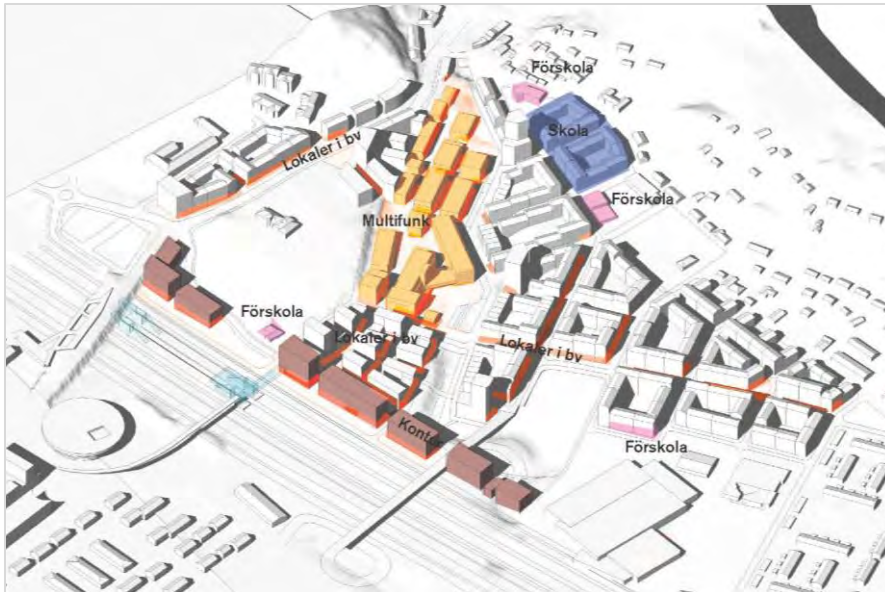 Förskola
Skola
Lokaler i bv
Förskola
Multifunk
Förskola
Lokaler i bv
Lokaler i bv
Kontor
Förskola